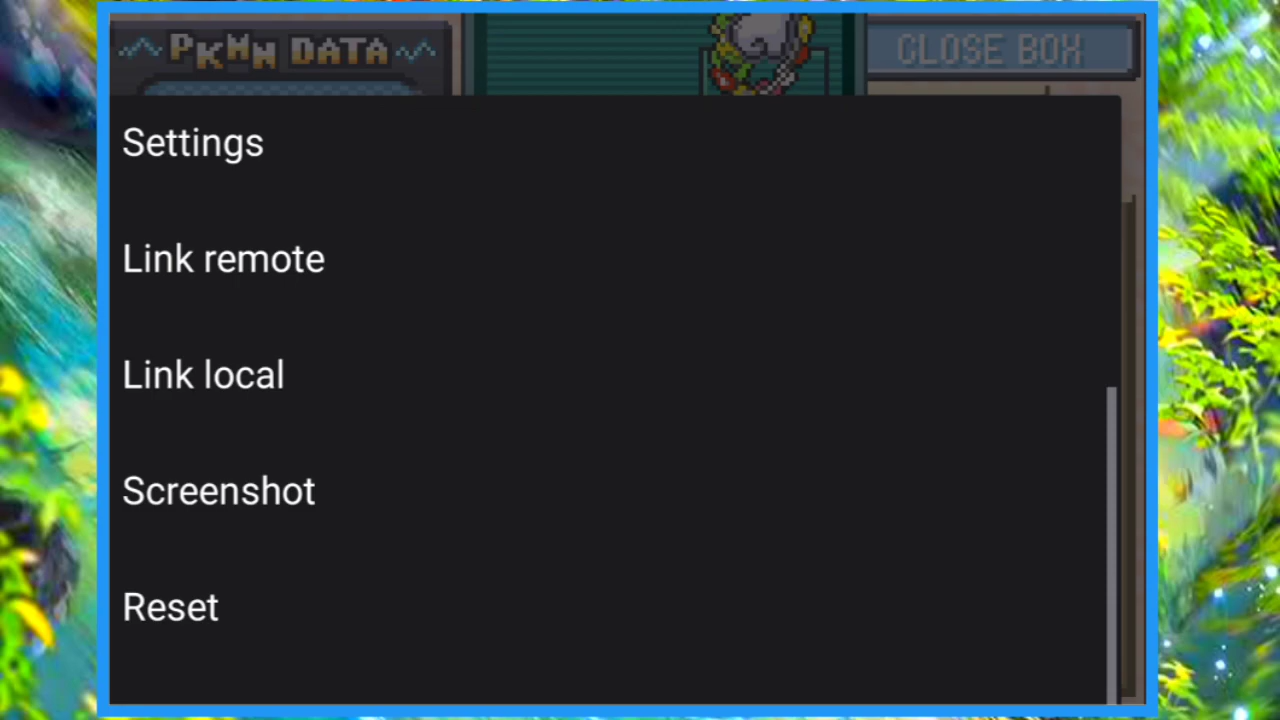 PKMN DATA
CLOSE BOX
Settings
Link remote
Link local
Screenshot
Reset